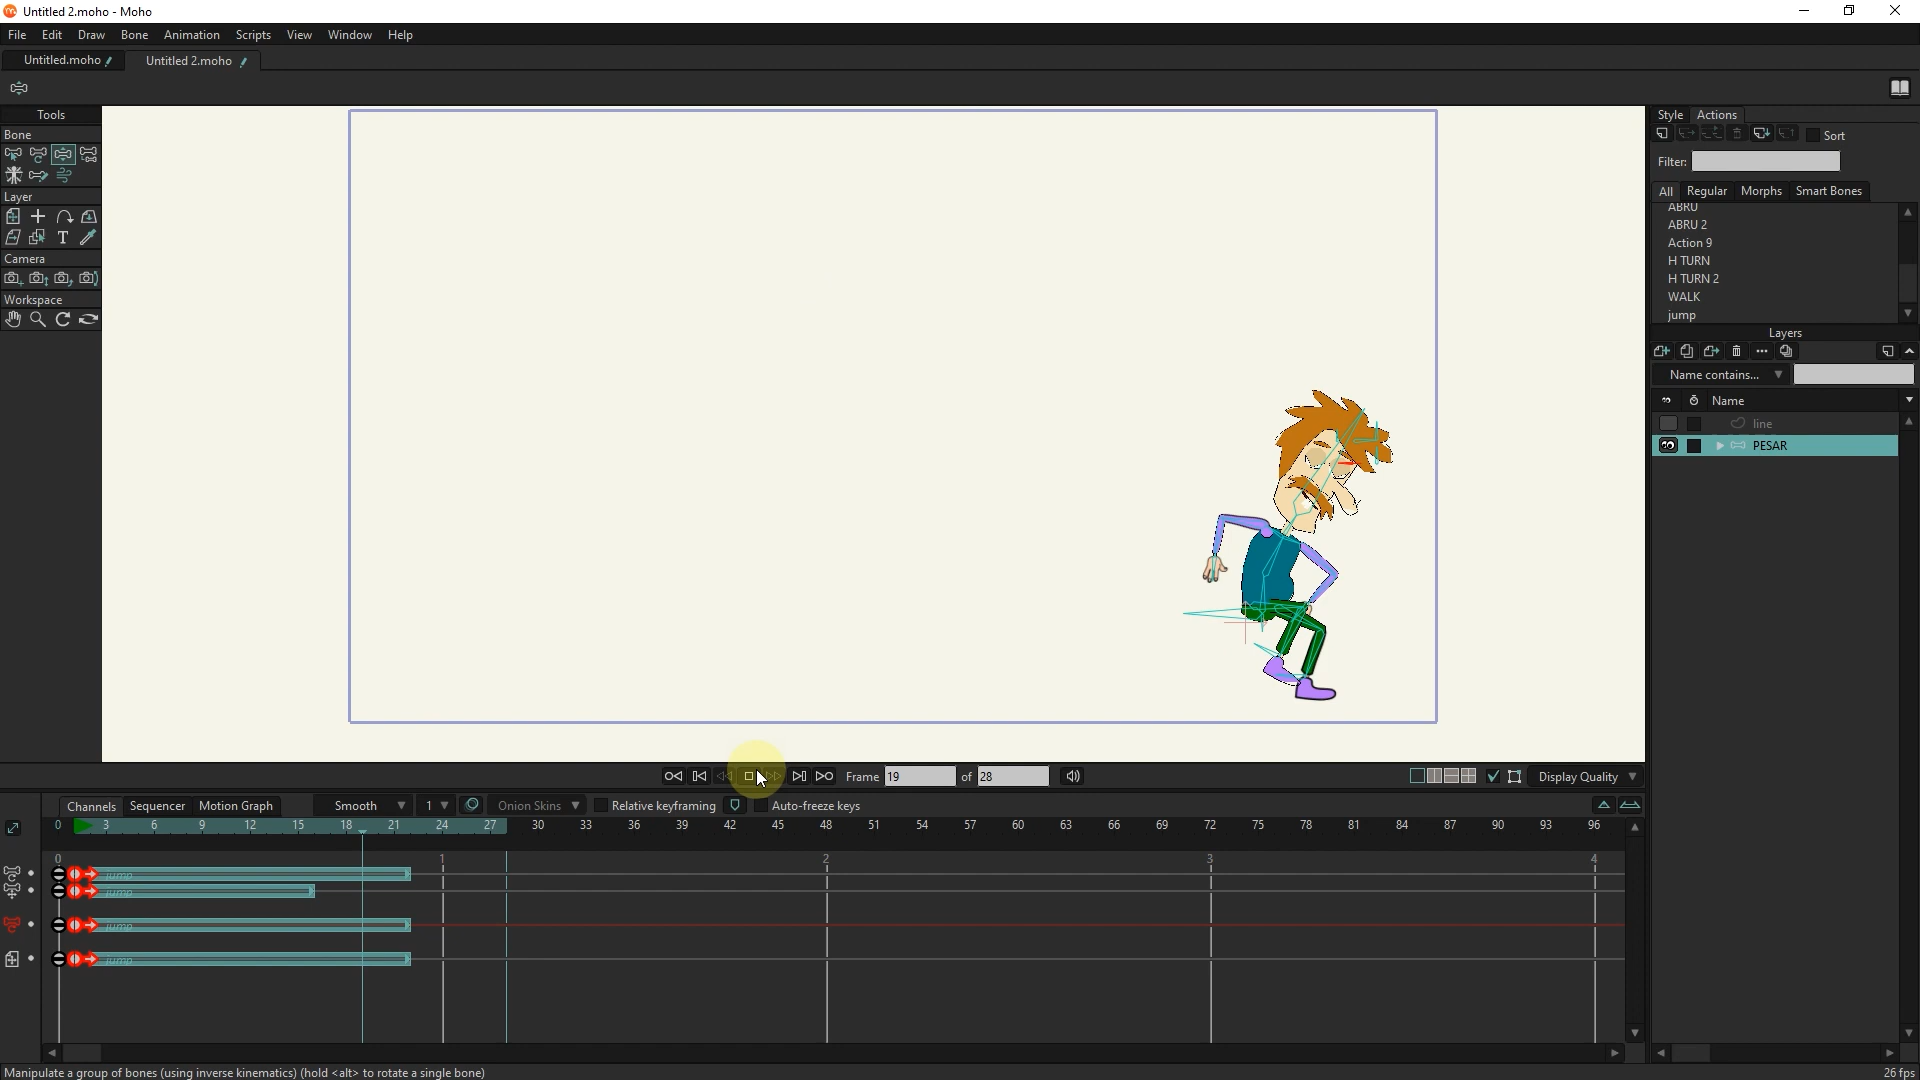 Untitled 2.moho - Moho
File Edit Draw Bone Animation Scripts View Window Help
Untitled.moho Untitled 2.moho
Tools
Bone
Layer
Camera
Workspace
Style Actions
Sort
Filter:
All Regular Morphs Smart Bones
ABRU
ABRU 2
Action 9
H TURN
H TURN 2
WALK
jump
Layers
Name contains...
Name
line
PESAR
Frame 19 of 28 Display Quality
Channels Sequencer Motion Graph Smooth 1 Onion Skins Relative keyframing Auto-freeze keys
0 3 6 9 12 15 18 21 24 27 30 33 36 39 42 45 48 51 54 57 60 63 66 69 72 75 78 81 84 87 90 93 96
0 1 2 3 4
jump
jump
jump
jump
Manipulate a group of bones (using inverse kinematics) (hold <alt> to rotate a single bone) 26 fps